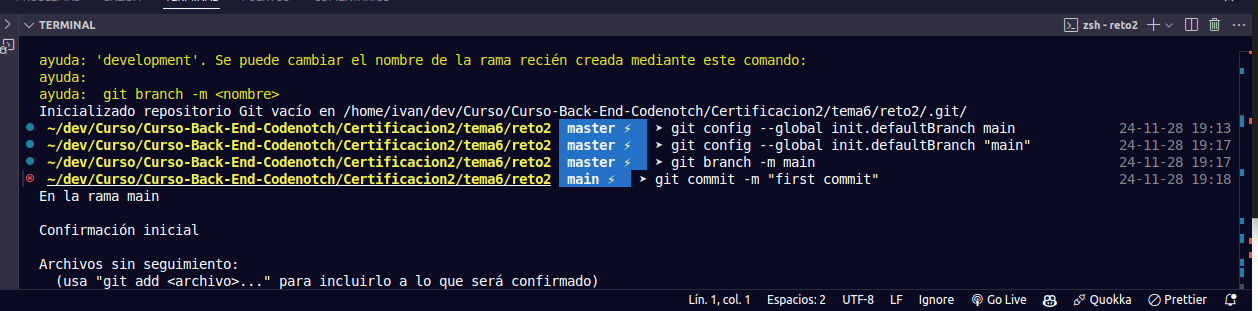 TERMINAL
zsh - reto2
ayuda: 'development'. Se puede cambiar el nombre de la rama recién creada mediante este comando:
ayuda:
ayuda:  git branch -m <nombre>
Inicializado repositorio Git vacío en /home/ivan/dev/Curso/Curso-Back-End-Codenotch/Certificacion2/tema6/reto2/.git/
~/dev/Curso/Curso-Back-End-Codenotch/Certificacion2/tema6/reto2 master ⚡ ➤ git config --global init.defaultBranch main 24-11-28 19:13
~/dev/Curso/Curso-Back-End-Codenotch/Certificacion2/tema6/reto2 master ⚡ ➤ git config --global init.defaultBranch "main" 24-11-28 19:17
~/dev/Curso/Curso-Back-End-Codenotch/Certificacion2/tema6/reto2 master ⚡ ➤ git branch -m main 24-11-28 19:17
~/dev/Curso/Curso-Back-End-Codenotch/Certificacion2/tema6/reto2 main ⚡ ➤ git commit -m "first commit" 24-11-28 19:18
En la rama main
Confirmación inicial
Archivos sin seguimiento:
(usa "git add <archivo>..." para incluirlo a lo que será confirmado)
Lín. 1, col. 1 Espacios: 2 UTF-8 LF Ignore Go Live Quokka Prettier